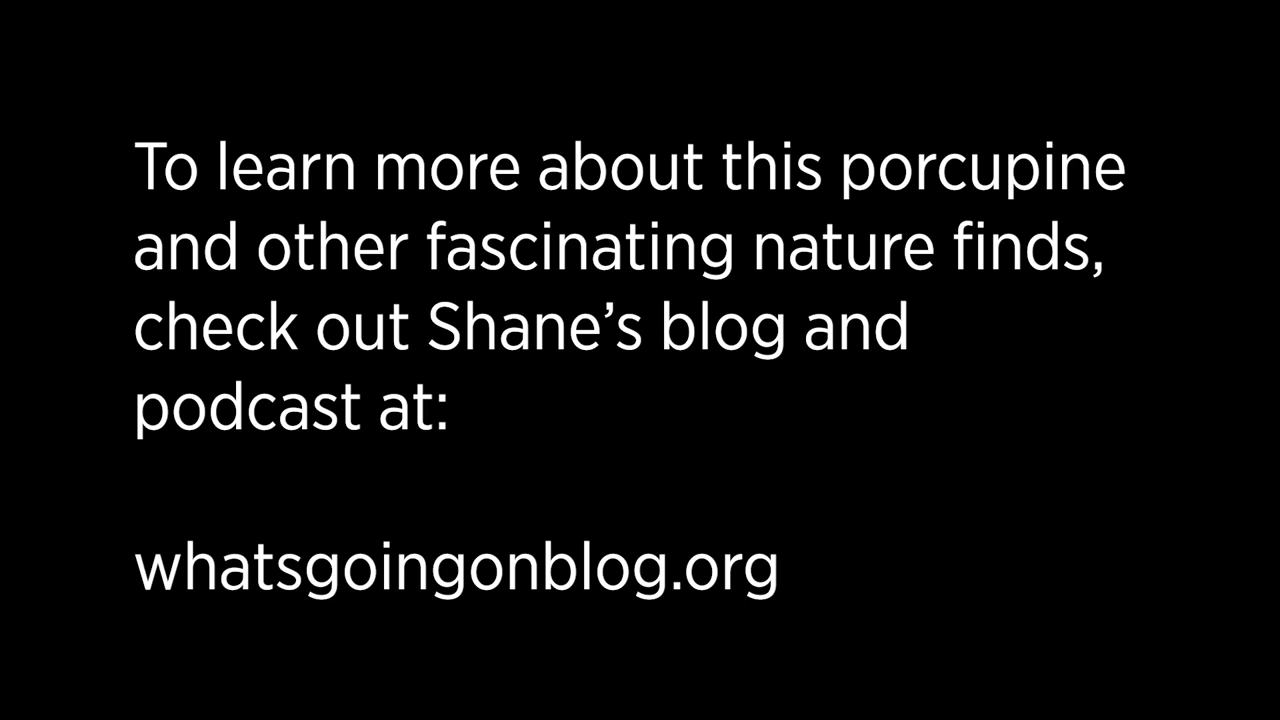 To learn more about this porcupine
and other fascinating nature finds,
check out Shane’s blog and
podcast at:
whatsgoingonblog.org